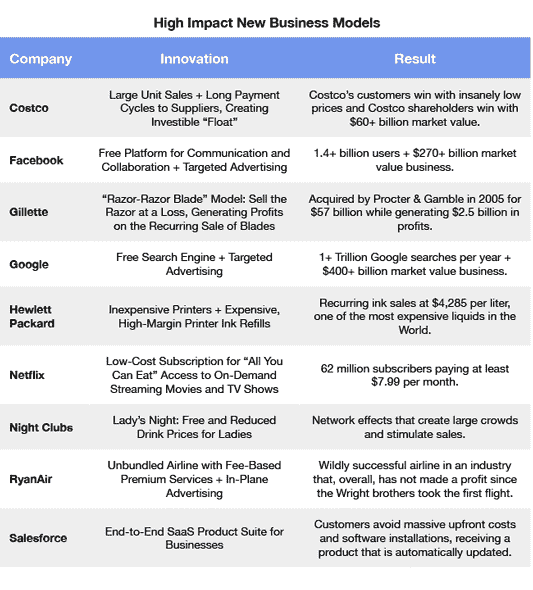 High Impact New Business Models
Company Innovation Result
Costco
Large Unit Sales + Long Payment
Cycles to Suppliers, Creating
Investible “Float”
Costco’s customers win with insanely low
prices and Costco shareholders win with
$60+ billion market value.
Facebook
Free Platform for Communication and
Collaboration + Targeted Advertising
1.4+ billion users + $270+ billion market
value business.
Gillette
“Razor-Razor Blade” Model: Sell the
Razor at a Loss, Generating Profits
on the Recurring Sale of Blades
Acquired by Procter & Gamble in 2005 for
$57 billion while generating $2.5 billion in
profits.
Google
Free Search Engine + Targeted
Advertising
1+ Trillion Google searches per year +
$400+ billion market value business.
Hewlett
Packard
Inexpensive Printers + Expensive,
High-Margin Printer Ink Refills
Recurring ink sales at $4,285 per liter,
one of the most expensive liquids in the
World.
Netflix
Low-Cost Subscription for “All You
Can Eat” Access to On-Demand
Streaming Movies and TV Shows
62 million subscribers paying at least
$7.99 per month.
Night Clubs
Lady’s Night: Free and Reduced
Drink Prices for Ladies
Network effects that create large crowds
and stimulate sales.
RyanAir
Unbundled Airline with Fee-Based
Premium Services + In-Plane
Advertising
Wildly successful airline in an industry
that, overall, has not made a profit since
the Wright brothers took the first flight.
Salesforce
End-to-End SaaS Product Suite for
Businesses
Customers avoid massive upfront costs
and software installations, receiving a
product that is automatically updated.